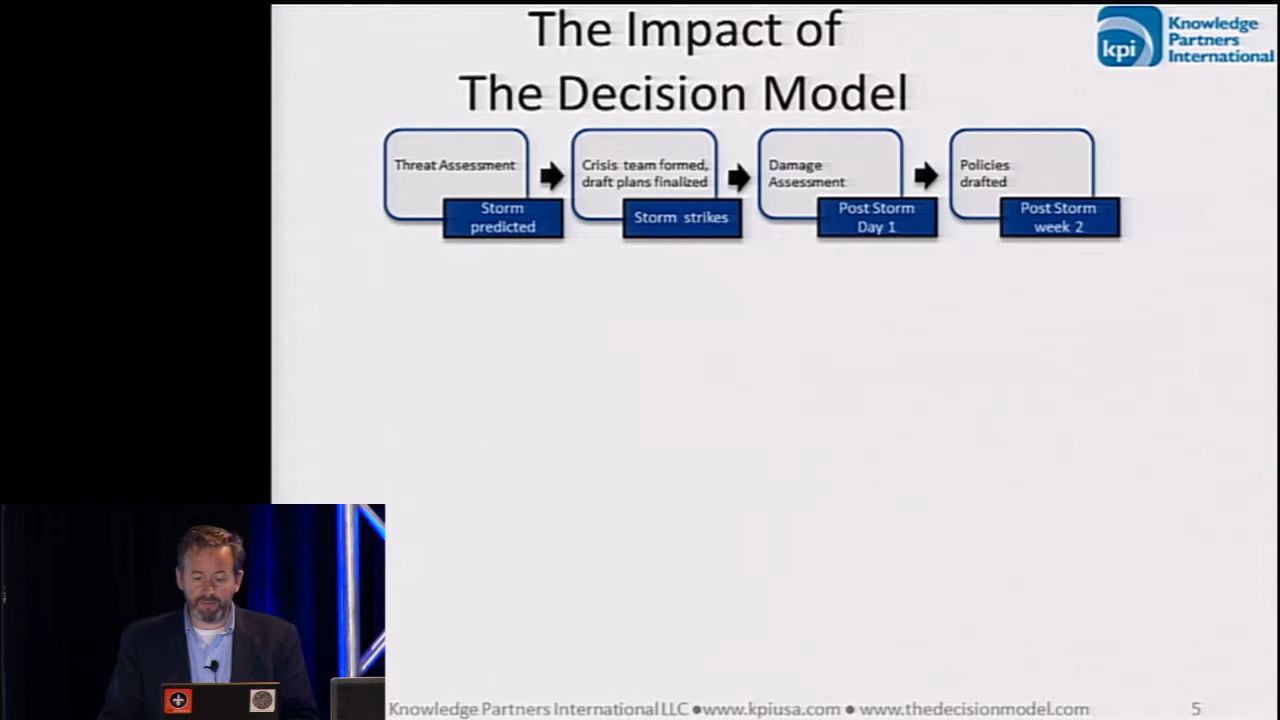 The Impact of
The Decision Model
kpi
Knowledge
Partners
International
Threat Assessment
Storm
predicted
Crisis team formed,
draft plans finalized
Storm strikes
Damage
Assessment
Post Storm
Day 1
Policies
drafted
Post Storm
week 2
Knowledge Partners International LLC ●www.kpiusa.com ● www.thedecisionmodel.com
5